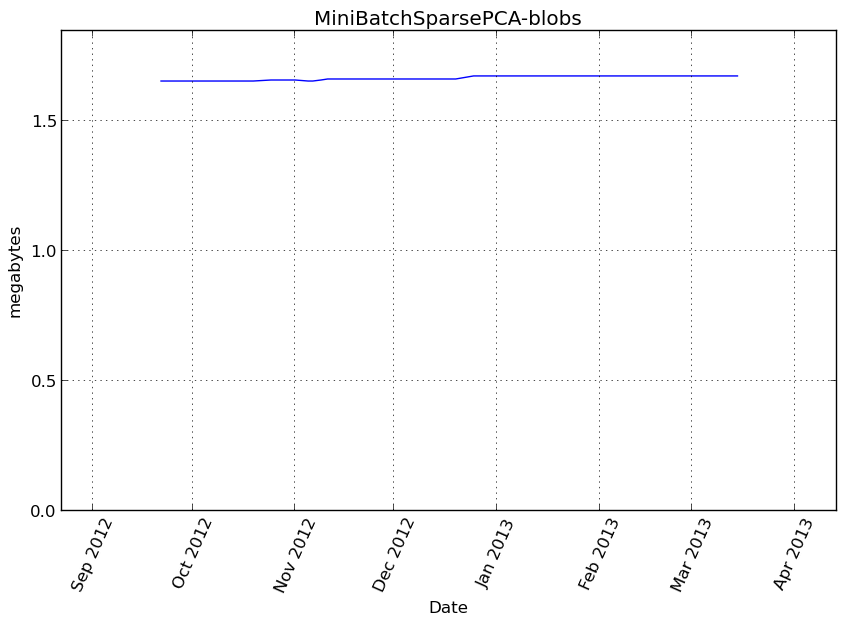 MiniBatchSparsePCA-blobs
megabytes
1.5
1.0
0.5
0.0
Sep 2012
Oct 2012
Nov 2012
Dec 2012
Jan 2013
Feb 2013
Mar 2013
Apr 2013
Date